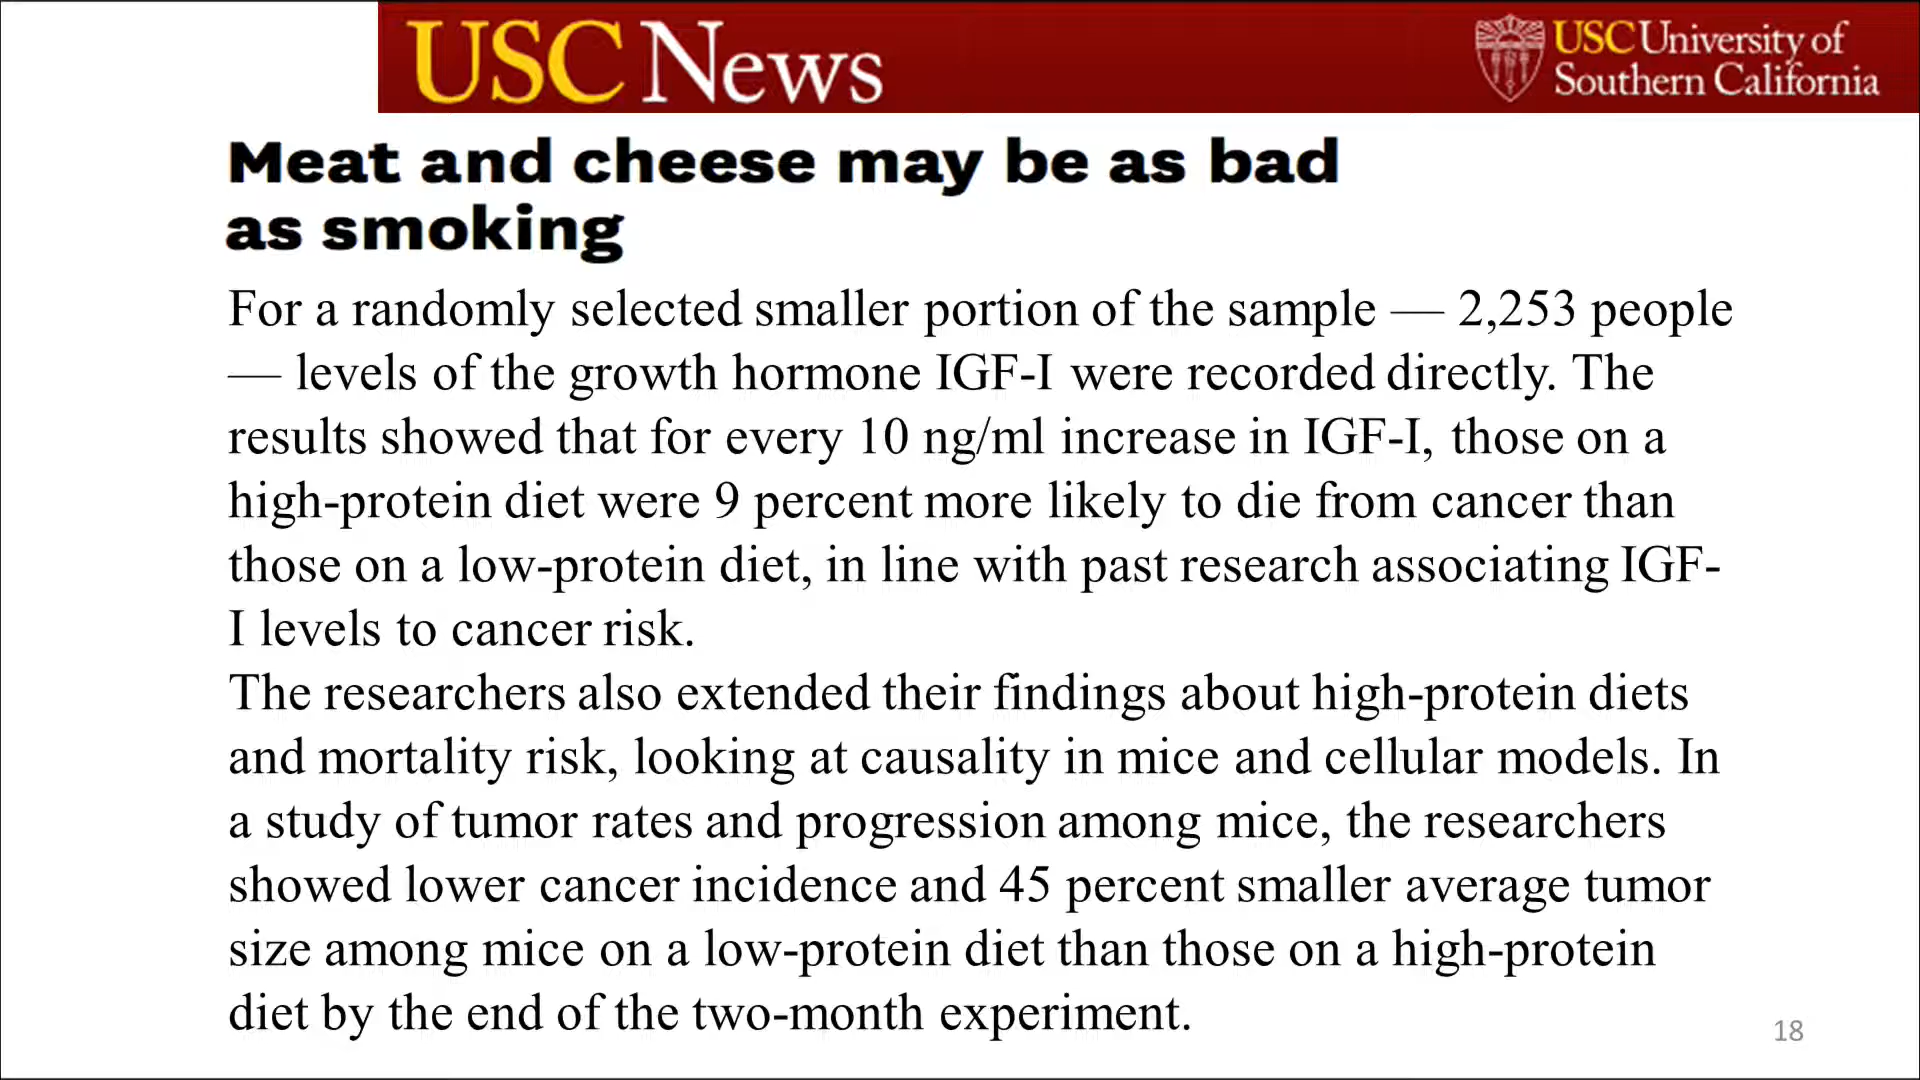 USC News
USC University of
Southern California
Meat and cheese may be as bad
as smoking
For a randomly selected smaller portion of the sample — 2,253 people
— levels of the growth hormone IGF-I were recorded directly. The
results showed that for every 10 ng/ml increase in IGF-I, those on a
high-protein diet were 9 percent more likely to die from cancer than
those on a low-protein diet, in line with past research associating IGF-
I levels to cancer risk.
The researchers also extended their findings about high-protein diets
and mortality risk, looking at causality in mice and cellular models. In
a study of tumor rates and progression among mice, the researchers
showed lower cancer incidence and 45 percent smaller average tumor
size among mice on a low-protein diet than those on a high-protein
diet by the end of the two-month experiment.
18